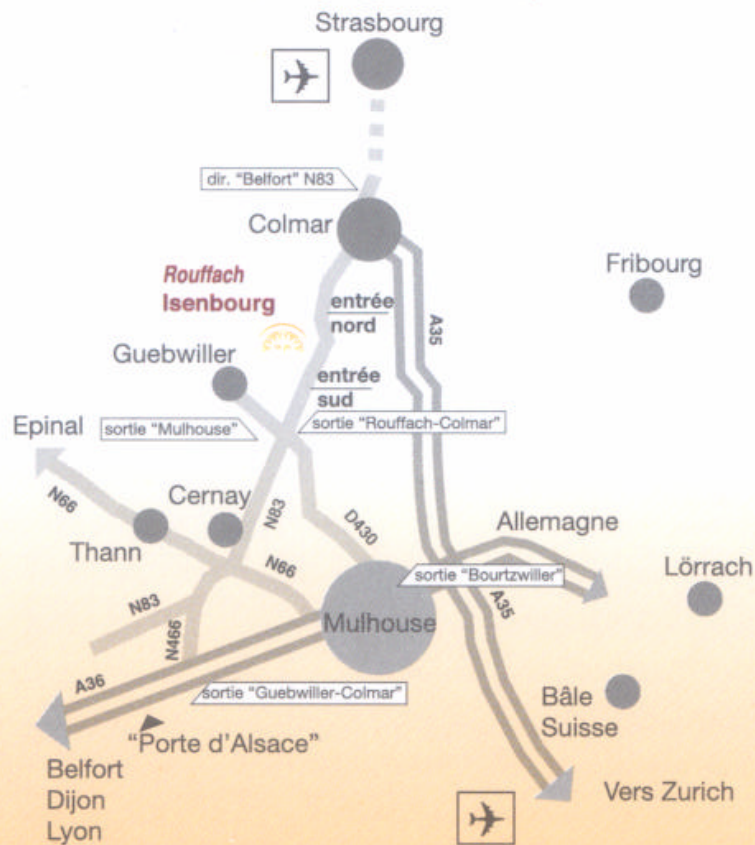 Strasbourg
dir. "Belfort" N83
Colmar
Fribourg
Rouffach
Isenbourg
entrée
nord
A35
Guebwiller
entrée
sud
Epinal
sortie "Mulhouse"
sortie "Rouffach-Colmar"
N66
Cernay
N83
D430
Allemagne
Thann
N66
sortie "Bourtzwiller"
Lörrach
A35
N83
Mulhouse
N466
A36
sortie "Guebwiller-Colmar"
Bâle
Suisse
"Porte d'Alsace"
Belfort
Dijon
Lyon
Vers Zurich